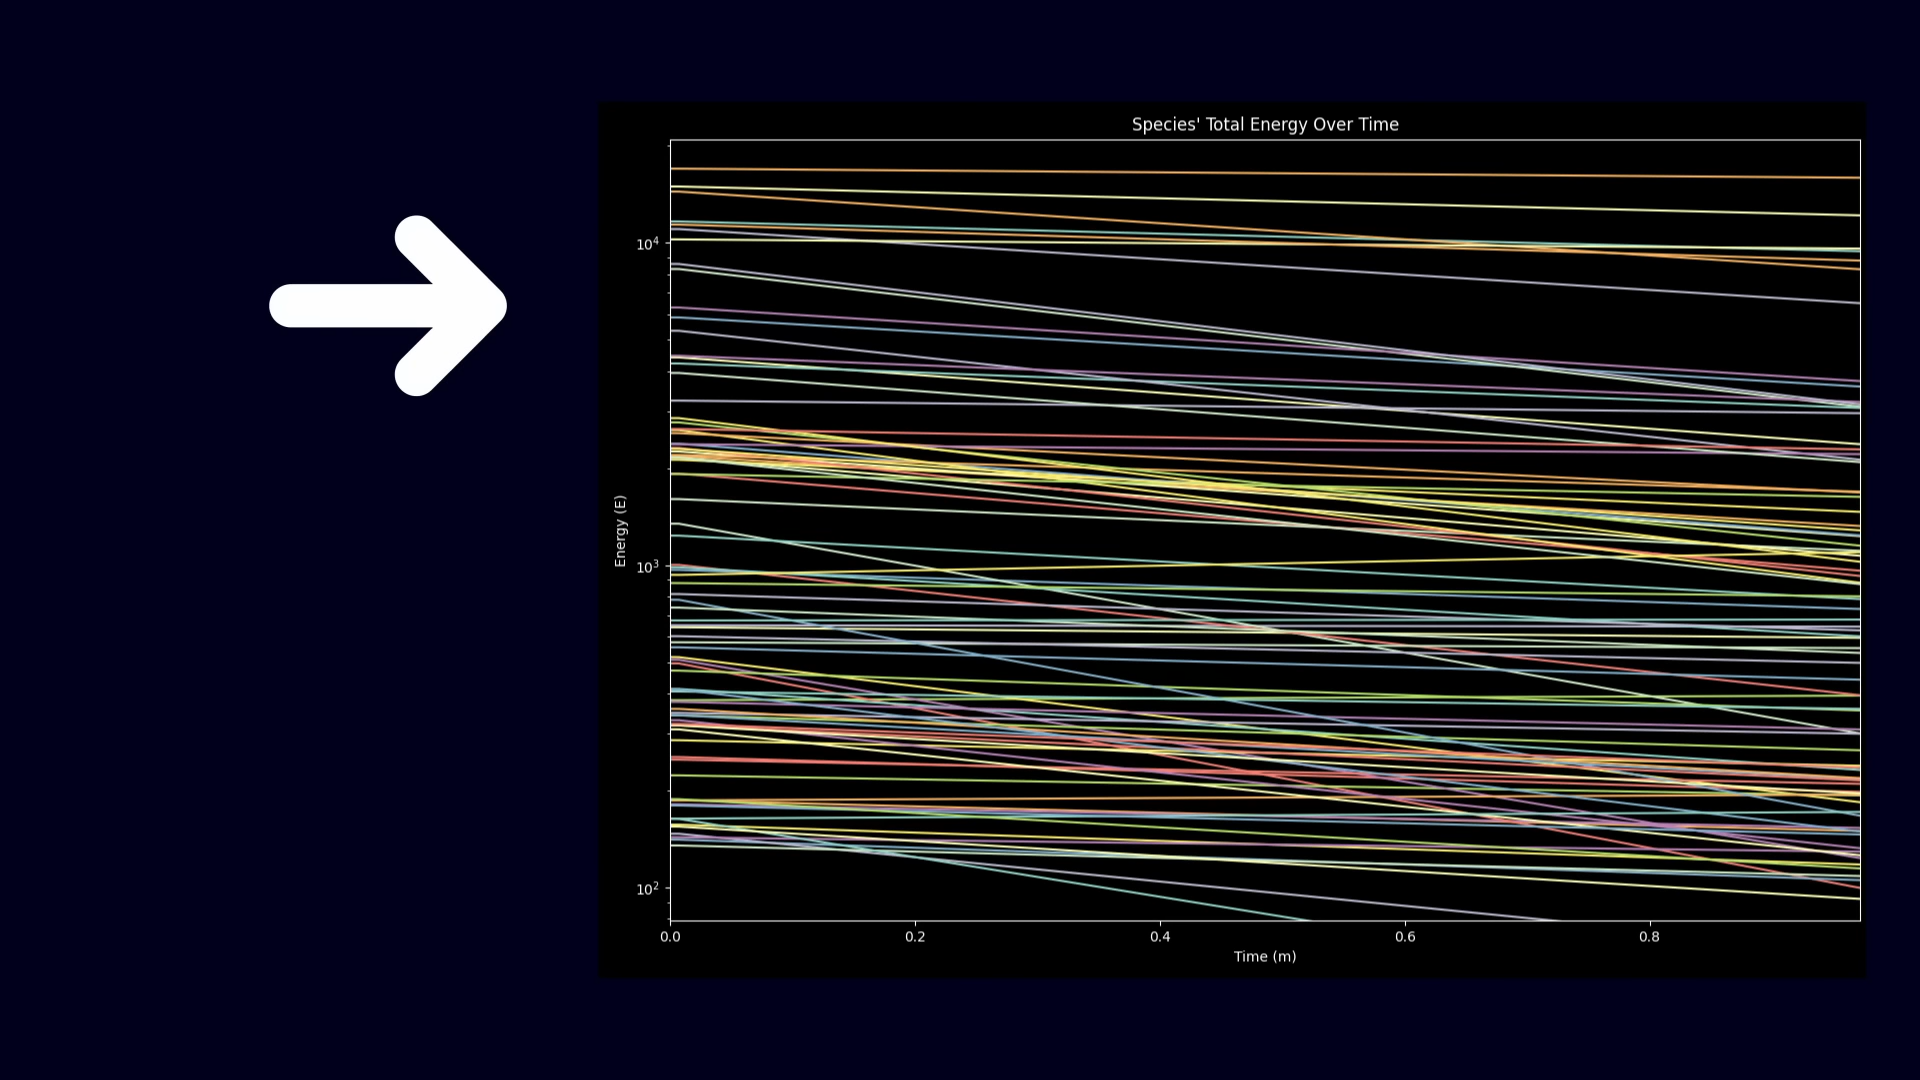 Species' Total Energy Over Time
10⁴
10³
10²
Energy (E)
0.0 0.2 0.4 0.6 0.8
Time (m)